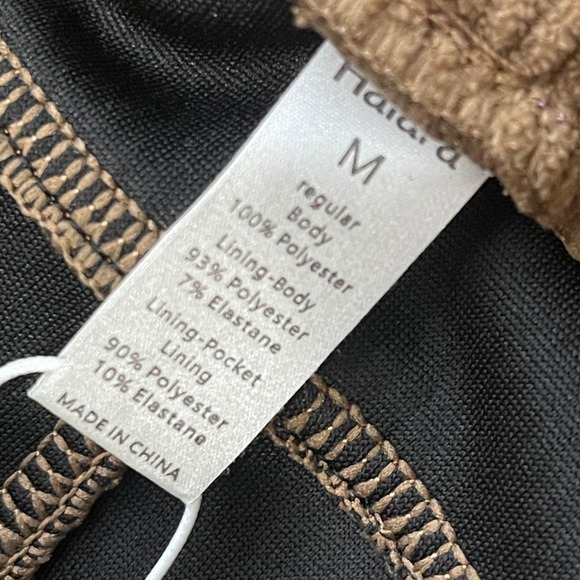 Halara
M
regular
Body
100% Polyester
Lining-Body
93% Polyester
7% Elastane
Lining-Pocket
Lining
90% Polyester
10% Elastane
MADE IN CHINA